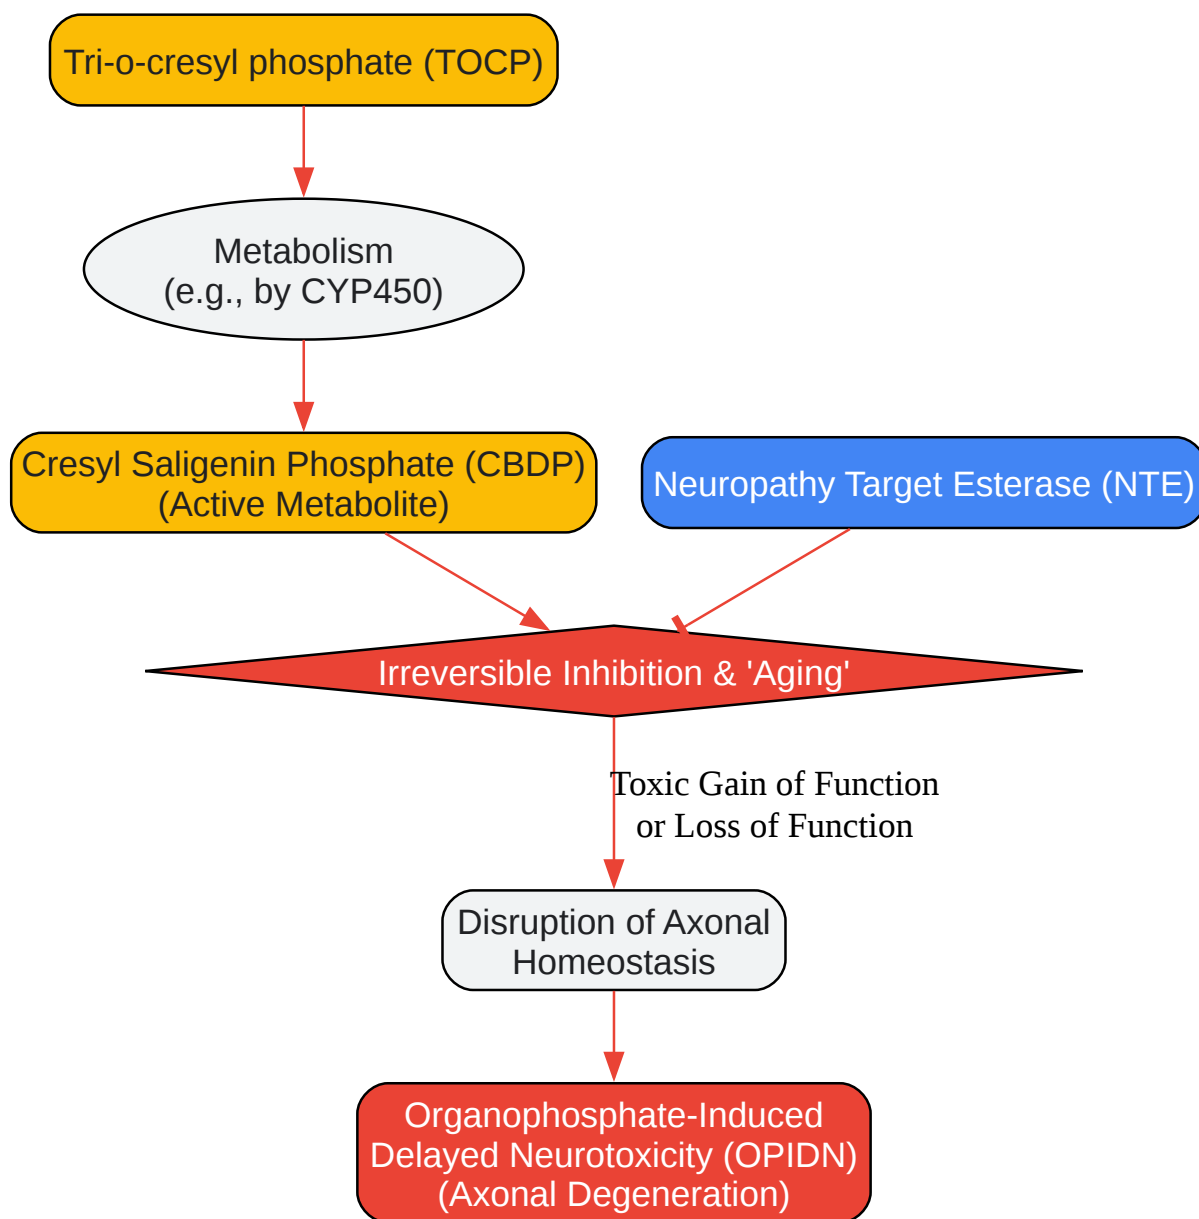 Tri-o-cresyl phosphate (TOCP)
Metabolism
(e.g., by CYP450)
Cresyl Saligenin Phosphate (CBDP)
(Active Metabolite)
Neuropathy Target Esterase (NTE)
Irreversible Inhibition & 'Aging'
Toxic Gain of Function
or Loss of Function
Disruption of Axonal
Homeostasis
Organophosphate-Induced
Delayed Neurotoxicity (OPIDN)
(Axonal Degeneration)